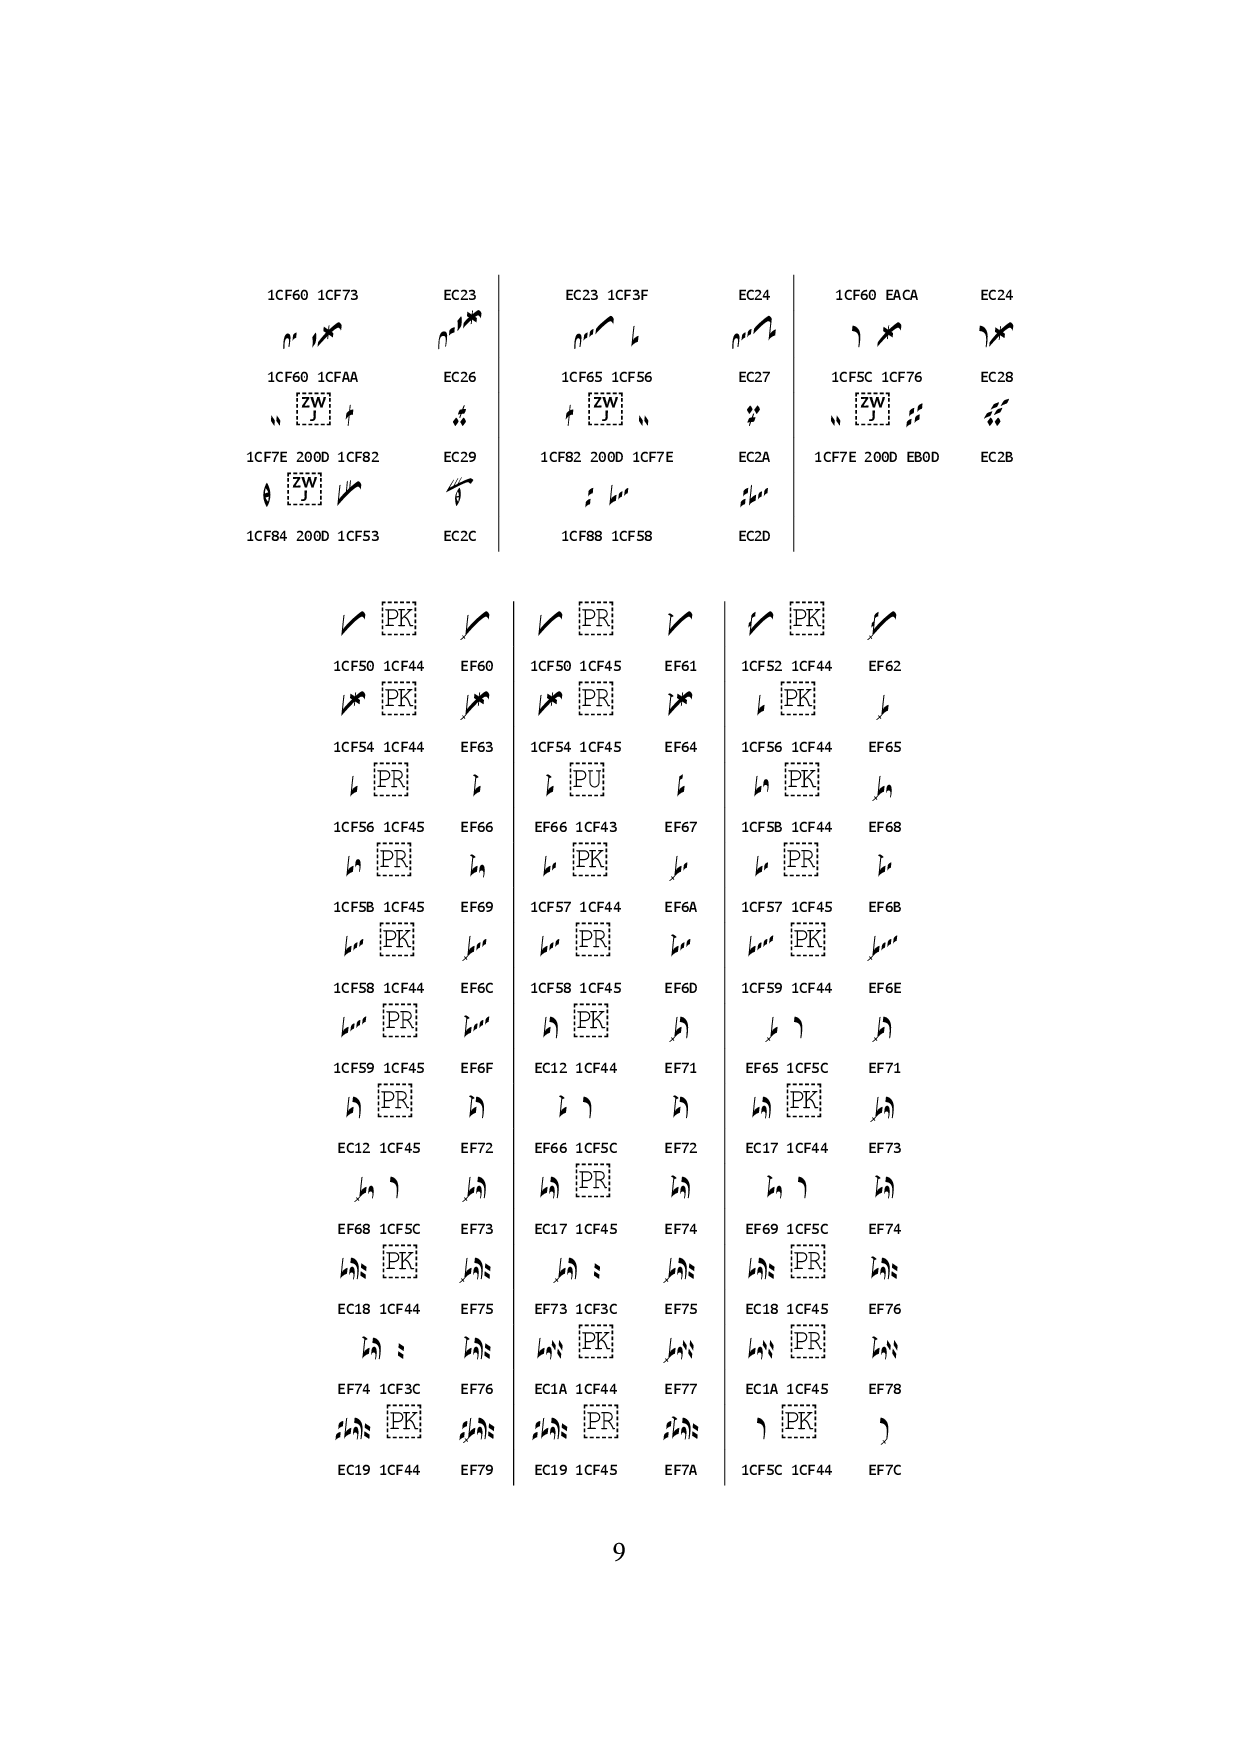 1CF60 1CF73 EC23 EC23 1CF3F EC24 1CF60 EACA EC24
1CF60 1CFAA EC26 1CF65 1CF56 EC27 1CF5C 1CF76 EC28
ZWJ ZWJ ZWJ
1CF7E 200D 1CF82 EC29 1CF82 200D 1CF7E EC2A 1CF7E 200D EB0D EC2B
ZWJ
1CF84 200D 1CF53 EC2C 1CF88 1CF58 EC2D
PK PR PK
1CF50 1CF44 EF60 1CF50 1CF45 EF61 1CF52 1CF44 EF62
PK PR PK
1CF54 1CF44 EF63 1CF54 1CF45 EF64 1CF56 1CF44 EF65
PR PU PK
1CF56 1CF45 EF66 EF66 1CF43 EF67 1CF5B 1CF44 EF68
PR PK PR
1CF5B 1CF45 EF69 1CF57 1CF44 EF6A 1CF57 1CF45 EF6B
PK PR PK
1CF58 1CF44 EF6C 1CF58 1CF45 EF6D 1CF59 1CF44 EF6E
PR PK
1CF59 1CF45 EF6F EC12 1CF44 EF71 EF65 1CF5C EF71
PR PK
EC12 1CF45 EF72 EF66 1CF5C EF72 EC17 1CF44 EF73
PR
EF68 1CF5C EF73 EC17 1CF45 EF74 EF69 1CF5C EF74
PK PR
EC18 1CF44 EF75 EF73 1CF3C EF75 EC18 1CF45 EF76
PK PR
EF74 1CF3C EF76 EC1A 1CF44 EF77 EC1A 1CF45 EF78
PK PR PK
EC19 1CF44 EF79 EC19 1CF45 EF7A 1CF5C 1CF44 EF7C
9